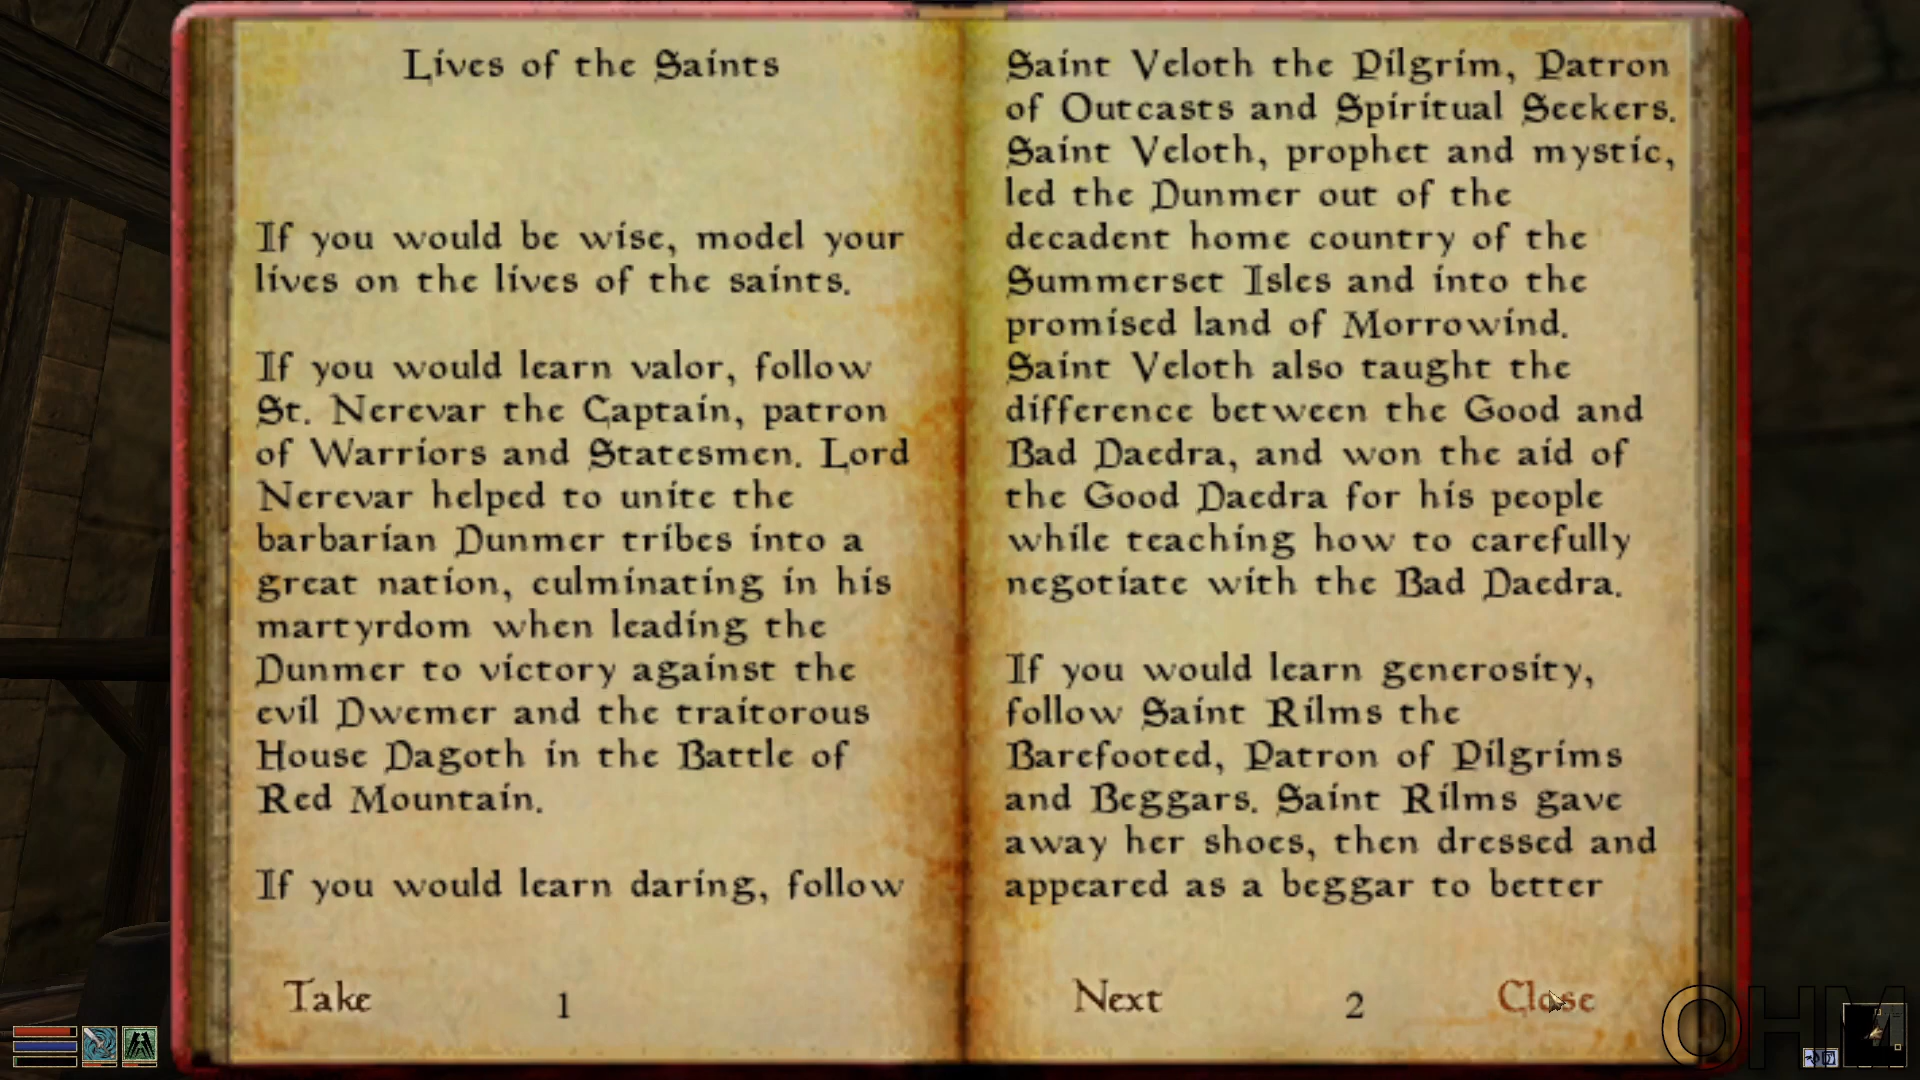 Lives of the Saints
If you would be wise, model your
lives on the lives of the saints.
If you would learn valor, follow
St. Nerevar the Captain, patron
of Warriors and Statesmen. Lord
Nerevar helped to unite the
barbarian Dunmer tribes into a
great nation, culminating in his
martyrdom when leading the
Dunmer to victory against the
evil Dwemer and the traitorous
House Dagoth in the Battle of
Red Mountain.
If you would learn daring, follow
Take
1
Saint Veloth the Pilgrim, Patron
of Outcasts and Spiritual Seekers.
Saint Veloth, prophet and mystic,
led the Dunmer out of the
decadent home country of the
Summerset Isles and into the
promised land of Morrowind.
Saint Veloth also taught the
difference between the Good and
Bad Daedra, and won the aid of
the Good Daedra for his people
while teaching how to carefully
negotiate with the Bad Daedra.
If you would learn generosity,
follow Saint Rilms the
Barefooted, Patron of Pilgrims
and Beggars. Saint Rilms gave
away her shoes, then dressed and
appeared as a beggar to better
Next
2
Close
OHM